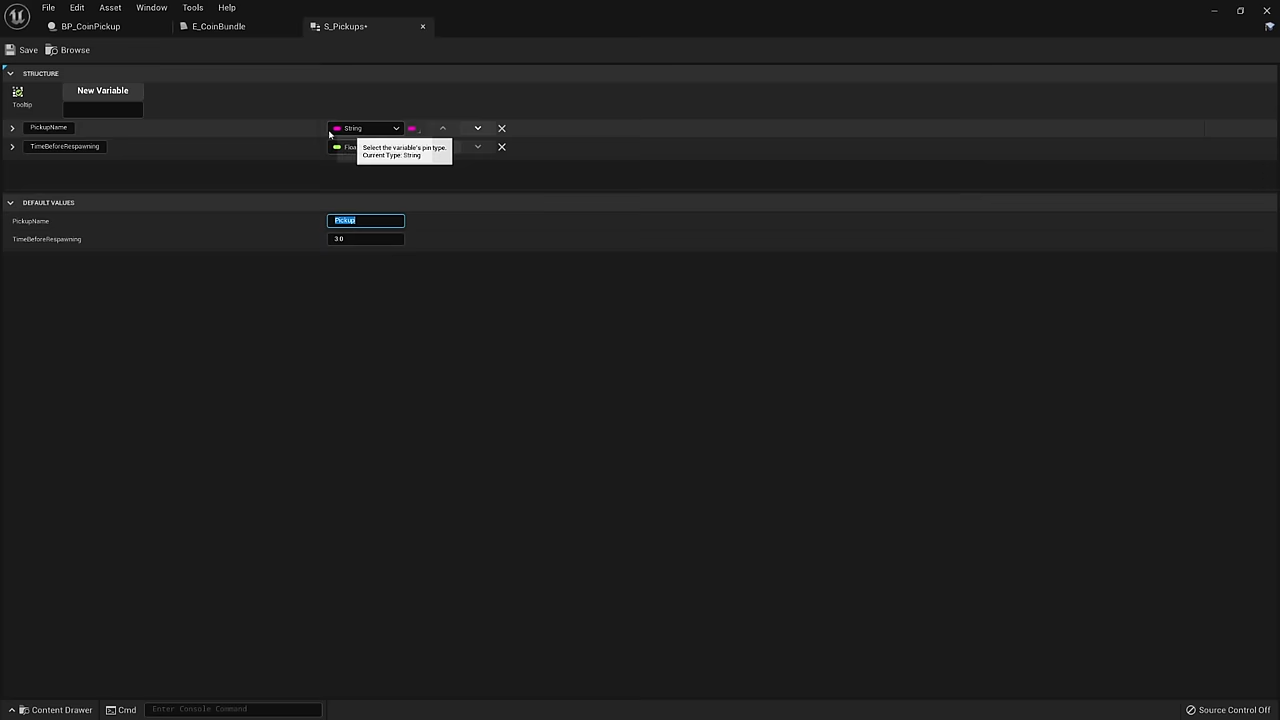 File Edit Asset Window Tools Help
BP_CoinPickup E_CoinBundle S_Pickups*
Save Browse
STRUCTURE
New Variable
Tooltip
PickupName String
TimeBeforeRespawning
Select the variable's pin type.
Current Type: String
DEFAULT VALUES
PickupName Pickup
TimeBeforeRespawning 3.0
Content Drawer Cmd Enter Console Command Source Control Off